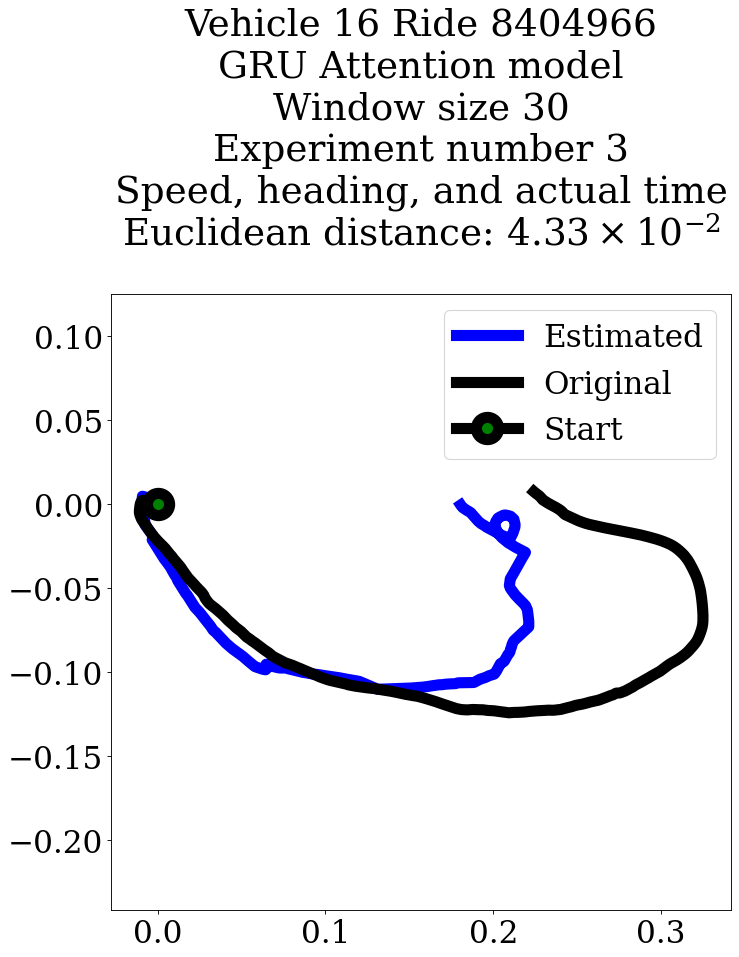 Vehicle 16 Ride 8404966
GRU Attention model
Window size 30
Experiment number 3
Speed, heading, and actual time
Euclidean distance: 4.33 × 10⁻²
Estimated
Original
Start
0.10
0.05
0.00
−0.05
−0.10
−0.15
−0.20
0.0 0.1 0.2 0.3